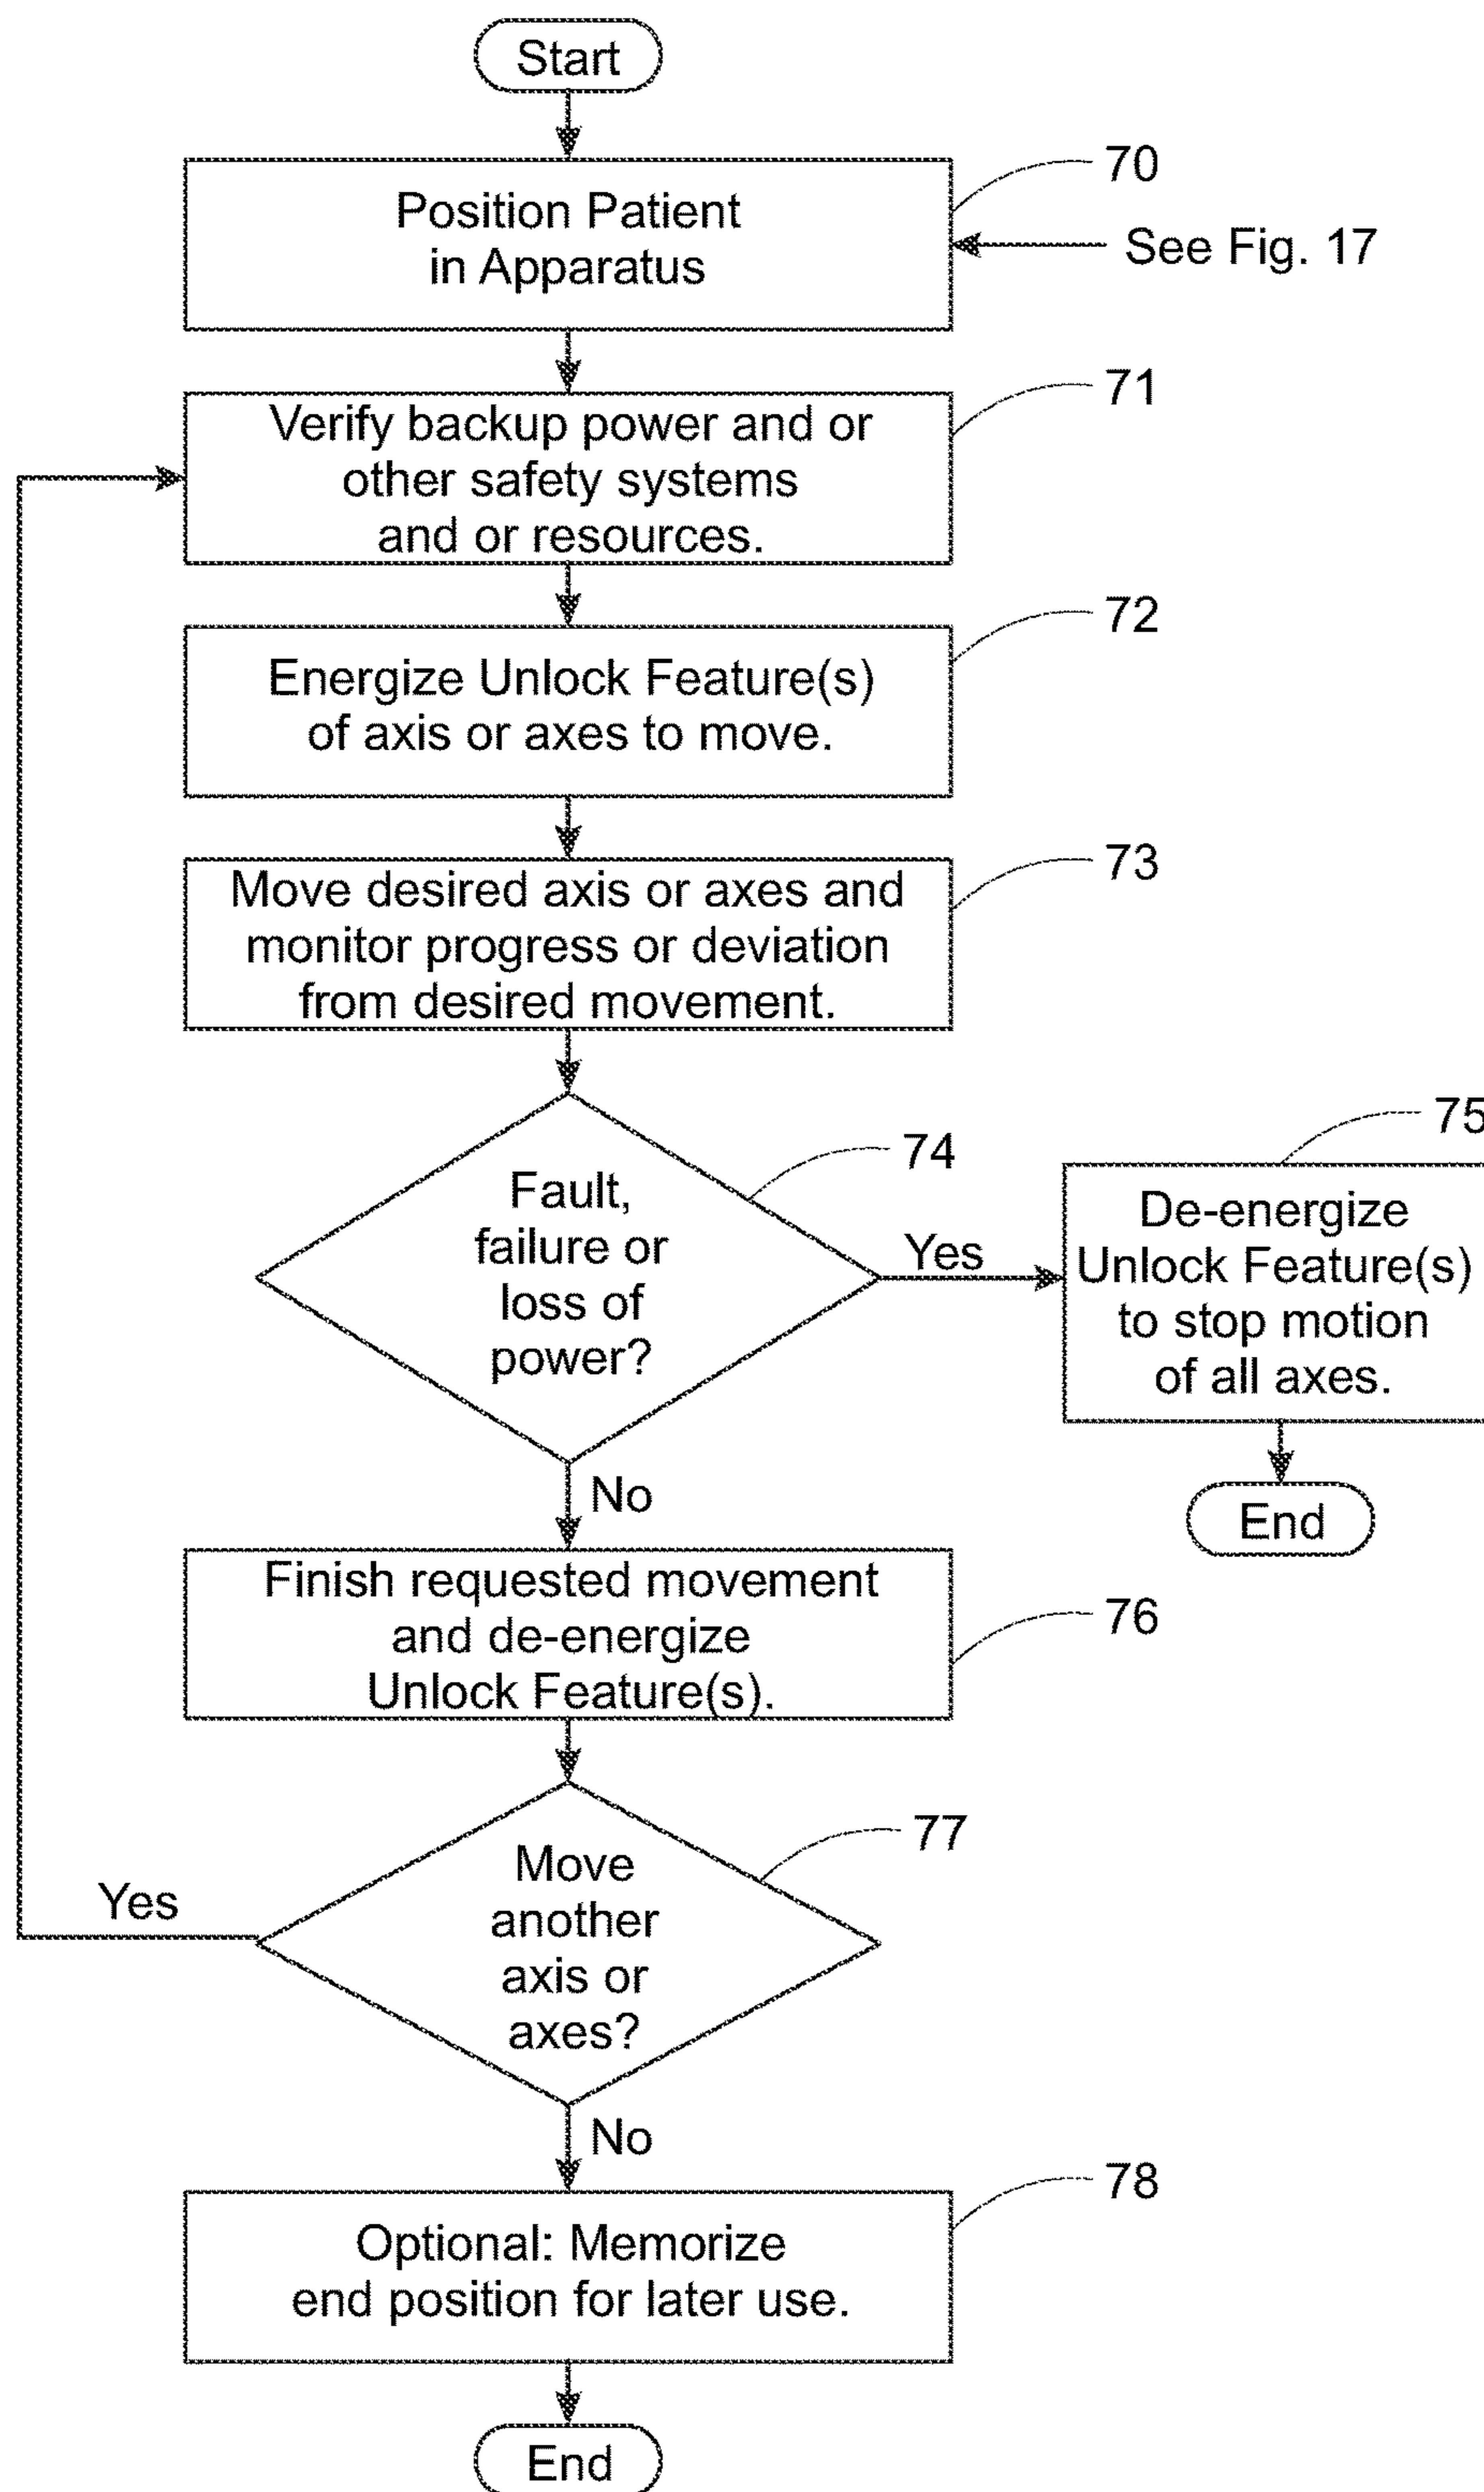 Start
70
Position Patient
in Apparatus
See Fig. 17
71
Verify backup power and or
other safety systems
and or resources.
72
Energize Unlock Feature(s)
of axis or axes to move.
73
Move desired axis or axes and
monitor progress or deviation
from desired movement.
74
Fault,
failure or
loss of
power?
Yes
75
De-energize
Unlock Feature(s)
to stop motion
of all axes.
End
No
Finish requested movement
and de-energize
Unlock Feature(s).
76
77
Move
another
axis or
axes?
Yes
No
78
Optional: Memorize
end position for later use.
End